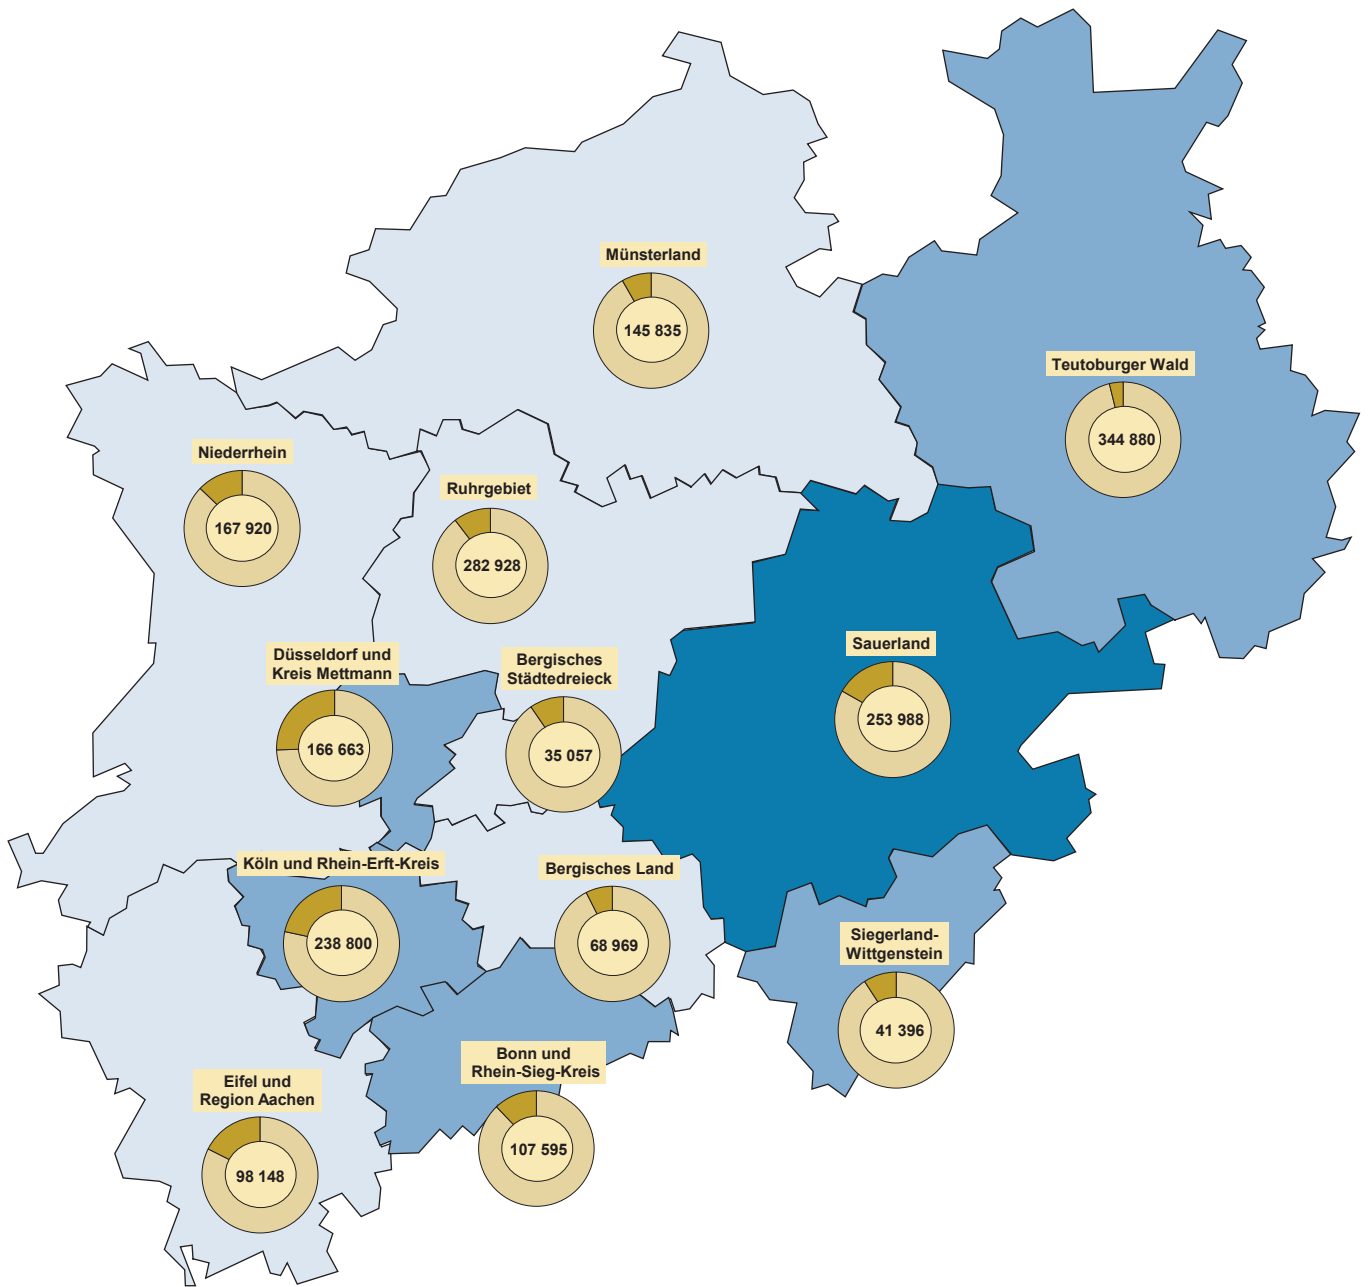 Münsterland
145 835
Teutoburger Wald
344 880
Niederrhein
167 920
Ruhrgebiet
282 928
Düsseldorf und
Kreis Mettmann
166 663
Bergisches
Städtedreieck
35 057
Sauerland
253 988
Köln und Rhein-Erft-Kreis
238 800
Bergisches Land
68 969
Siegerland-
Wittgenstein
41 396
Bonn und
Rhein-Sieg-Kreis
107 595
Eifel und
Region Aachen
98 148